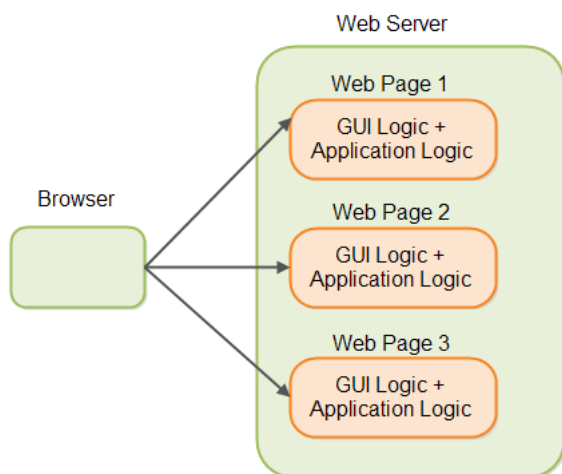 Web Server
Web Page 1
GUI Logic +
Application Logic
Browser
Web Page 2
GUI Logic +
Application Logic
Web Page 3
GUI Logic +
Application Logic